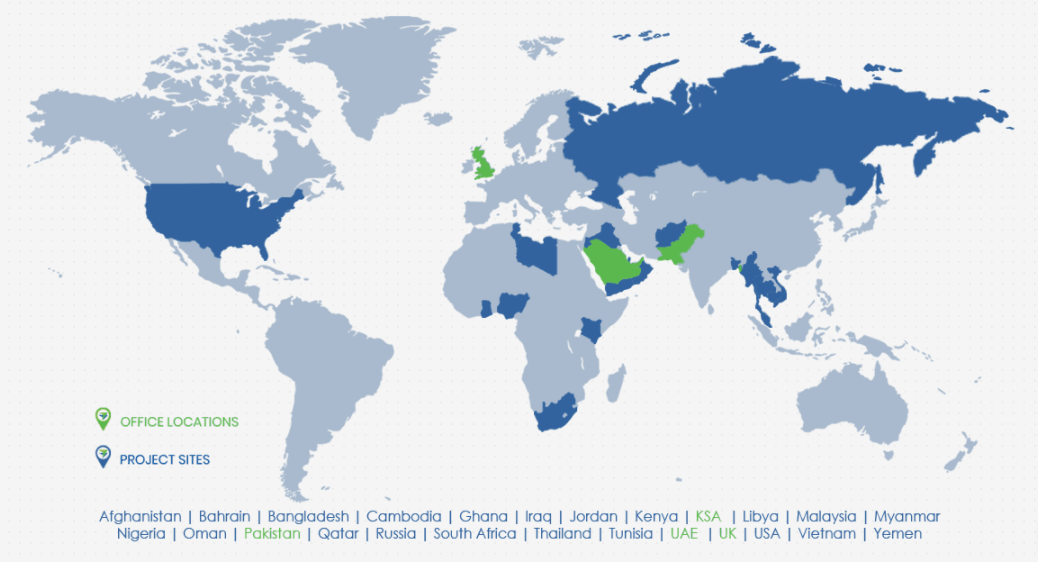 OFFICE LOCATIONS
PROJECT SITES
Afghanistan | Bahrain | Bangladesh | Cambodia | Ghana | Iraq | Jordan | Kenya | KSA | Libya | Malaysia | Myanmar
Nigeria | Oman | Pakistan | Qatar | Russia | South Africa | Thailand | Tunisia | UAE | UK | USA | Vietnam | Yemen